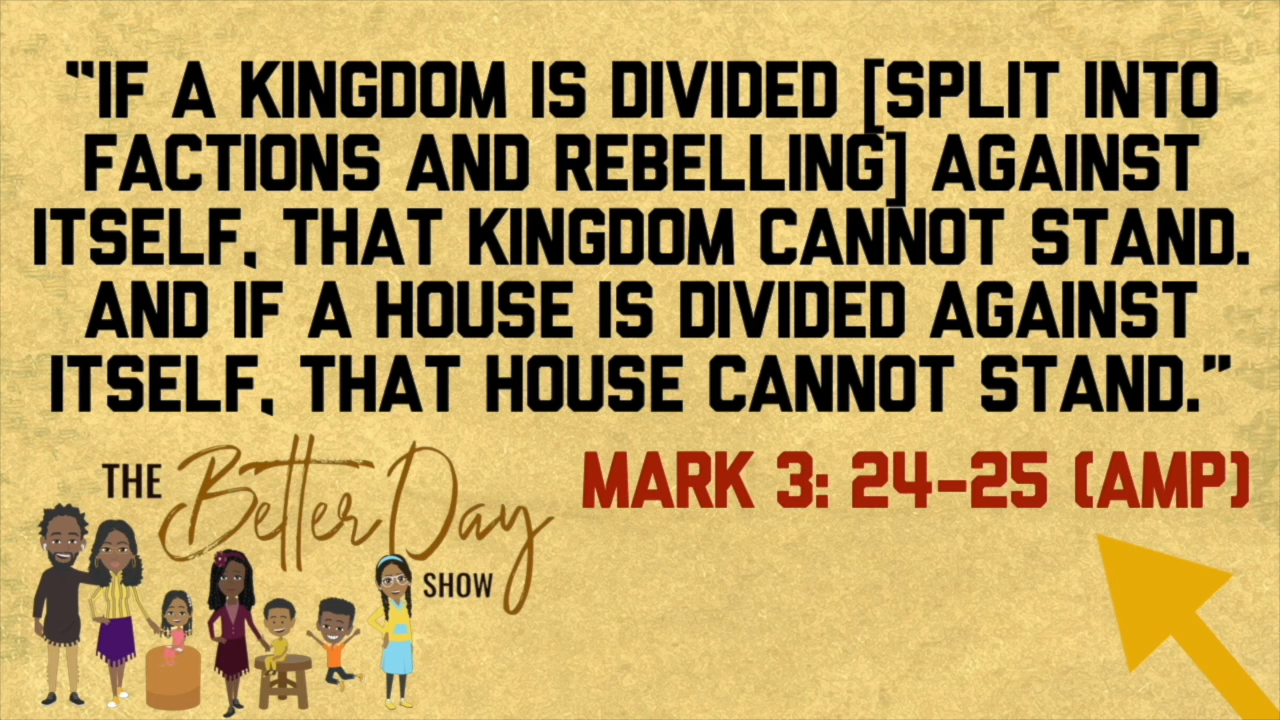 "IF A KINGDOM IS DIVIDED [SPLIT INTO
FACTIONS AND REBELLING] AGAINST
ITSELF, THAT KINGDOM CANNOT STAND.
AND IF A HOUSE IS DIVIDED AGAINST
ITSELF, THAT HOUSE CANNOT STAND."
MARK 3: 24-25 (AMP)
THE Better Day
SHOW